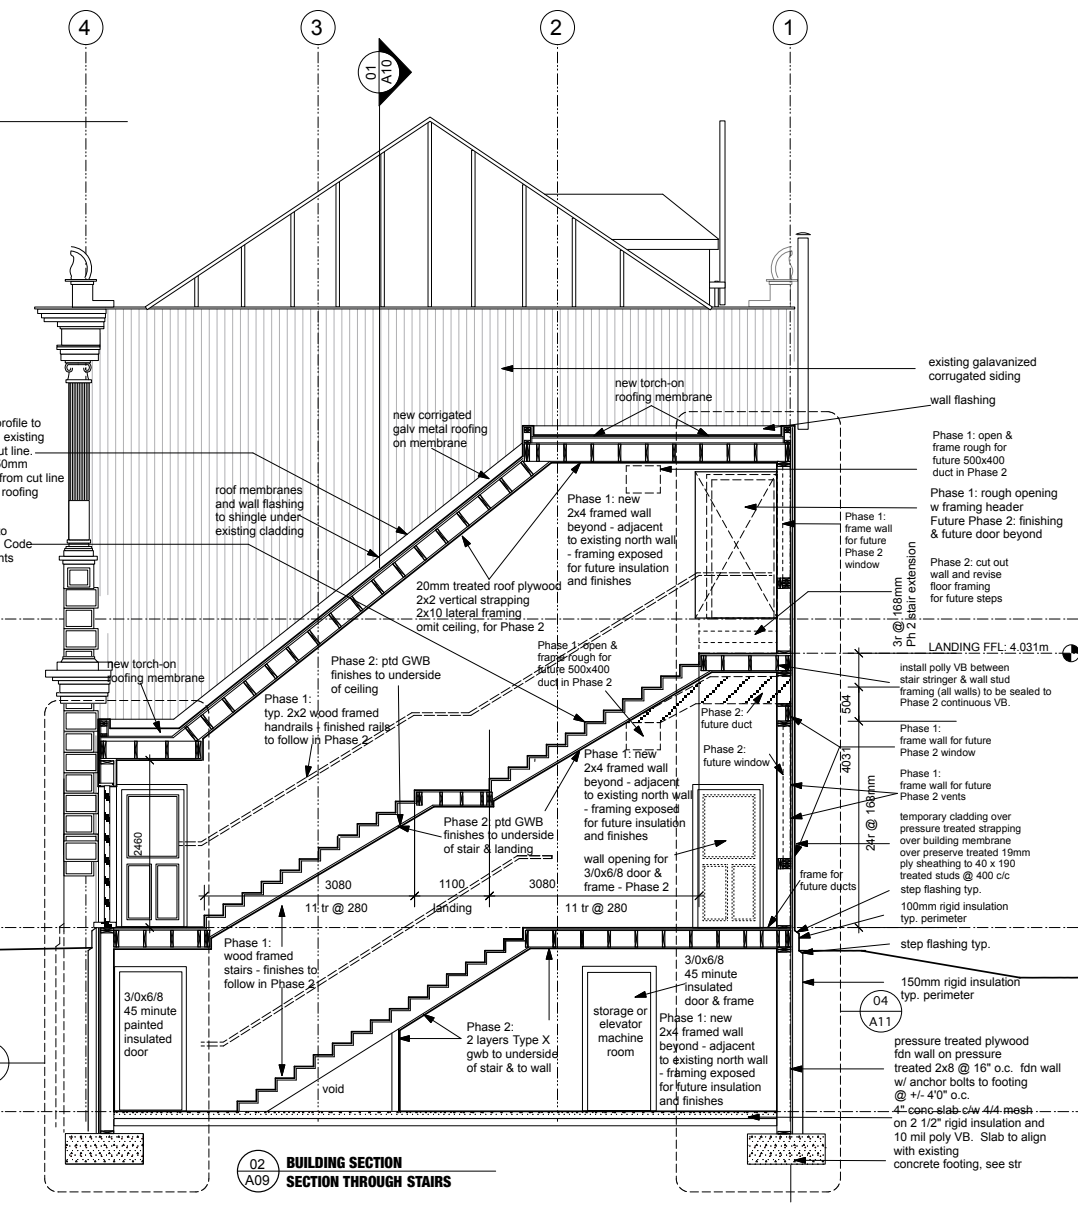 4
3
2
1
01
A10
existing galavanized
corrugated siding
wall flashing
new torch-on
roofing membrane
new corrigated
galv metal roofing
on membrane
profile to
existing
cut line.
50mm
from cut line
roofing
to
Code
nts
roof membranes
and wall flashing
to shingle under
existing cladding
Phase 1: open &
frame rough for
future 500x400
duct in Phase 2
Phase 1: rough opening
w framing header
Future Phase 2: finishing
& future door beyond
Phase 1:
frame wall
for future
Phase 2
window
Phase 2: cut out
wall and revise
floor framing
for future steps
3r @ 168mm
Ph 2 stair extension
Phase 1: new
2x4 framed wall
beyond - adjacent
to existing north wall
- framing exposed
for future insulation
and finishes
20mm treated roof plywood
2x2 vertical strapping
2x10 lateral framing
omit ceiling, for Phase 2
LANDING FFL: 4.031m
Phase 1: open &
frame rough for
future 500x400
duct in Phase 2
new torch-on
roofing membrane
Phase 2: ptd GWB
finishes to underside
of ceiling
Phase 1:
typ. 2x2 wood framed
handrails - finished rails
to follow in Phase 2
install polly VB between
stair stringer & wall stud
framing (all walls) to be sealed to
Phase 2 continuous VB.
504
4031
24r @ 168mm
Phase 2:
future duct
Phase 2:
future window
Phase 1:
frame wall for future
Phase 2 window
Phase 1:
frame wall for future
Phase 2 vents
Phase 1: new
2x4 framed wall
beyond - adjacent
to existing north wall
- framing exposed
for future insulation
and finishes
Phase 2: ptd GWB
finishes to underside
of stair & landing
temporary cladding over
pressure treated strapping
over building membrane
over preserve treated 19mm
ply sheathing to 40 x 190
treated studs @ 400 c/c
step flashing typ.
wall opening for
3/0x6/8 door &
frame - Phase 2
frame for
future ducts
2460
3080
1100
3080
11 tr @ 280
landing
11 tr @ 280
100mm rigid insulation
typ. perimeter
step flashing typ.
Phase 1:
wood framed
stairs - finishes to
follow in Phase 2
3/0x6/8
45 minute
insulated
door & frame
150mm rigid insulation
typ. perimeter
04
A11
3/0x6/8
45 minute
painted
insulated
door
storage or
elevator
machine
room
Phase 1: new
2x4 framed wall
beyond - adjacent
to existing north wall
- framing exposed
for future insulation
and finishes
Phase 2:
2 layers Type X
gwb to underside
of stair & to wall
void
pressure treated plywood
fdn wall on pressure
treated 2x8 @ 16" o.c. fdn wall
w/ anchor bolts to footing
@ +/- 4'0" o.c.
4" conc slab c/w 4/4 mesh
on 2 1/2" rigid insulation and
10 mil poly VB. Slab to align
with existing
concrete footing, see str
02
A09
BUILDING SECTION
SECTION THROUGH STAIRS